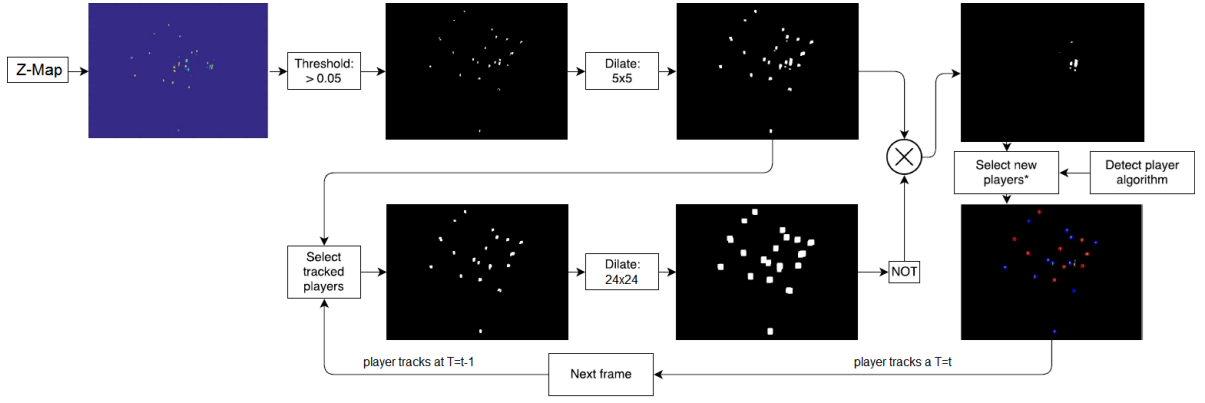 Z-Map
Threshold:
> 0.05
Dilate:
5x5
Select new
players*
Detect player
algorithm
Select
tracked
players
Dilate:
24x24
NOT
player tracks at T=t-1
Next frame
player tracks a T=t